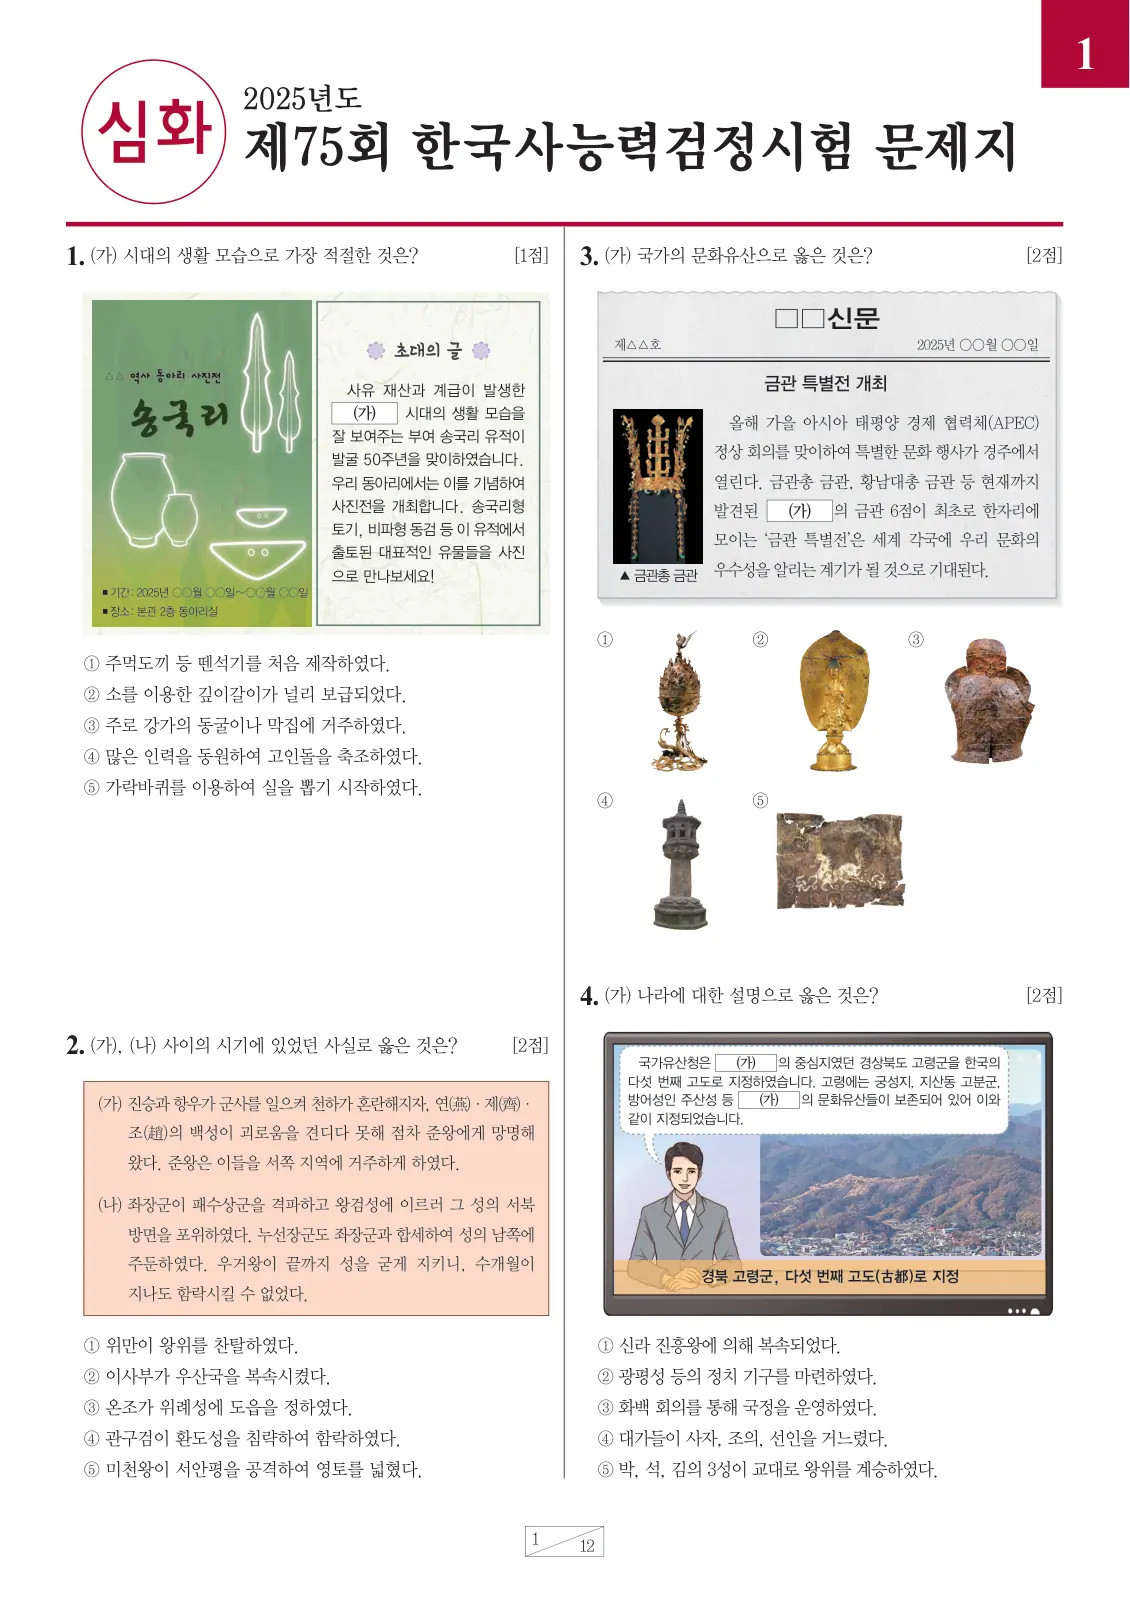 1
심화
2025년도
제75회 한국사능력검정시험 문제지
1. (가) 시대의 생활 모습으로 가장 적절한 것은? [1점]
△△ 역사 동아리 사진전
송국리
■ 기간: 2025년 ○○월 ○○일~○○월 ○○일
■ 장소: 본관 2층 동아리실
초대의 글
사유 재산과 계급이 발생한
(가) 시대의 생활 모습을
잘 보여주는 부여 송국리 유적이
발굴 50주년을 맞이하였습니다.
우리 동아리에서는 이를 기념하여
사진전을 개최합니다. 송국리형
토기, 비파형 동검 등 이 유적에서
출토된 대표적인 유물들을 사진
으로 만나보세요!
① 주먹도끼 등 뗀석기를 처음 제작하였다.
② 소를 이용한 깊이갈이가 널리 보급되었다.
③ 주로 강가의 동굴이나 막집에 거주하였다.
④ 많은 인력을 동원하여 고인돌을 축조하였다.
⑤ 가락바퀴를 이용하여 실을 뽑기 시작하였다.
2. (가), (나) 사이의 시기에 있었던 사실로 옳은 것은? [2점]
(가) 진승과 항우가 군사를 일으켜 천하가 혼란해지자, 연(燕)·제(齊)·
조(趙)의 백성이 괴로움을 견디다 못해 점차 준왕에게 망명해
왔다. 준왕은 이들을 서쪽 지역에 거주하게 하였다.
(나) 좌장군이 패수상군을 격파하고 왕검성에 이르러 그 성의 서북
방면을 포위하였다. 누선장군도 좌장군과 합세하여 성의 남쪽에
주둔하였다. 우거왕이 끝까지 성을 굳게 지키니, 수개월이
지나도 함락시킬 수 없었다.
① 위만이 왕위를 찬탈하였다.
② 이사부가 우산국을 복속시켰다.
③ 온조가 위례성에 도읍을 정하였다.
④ 관구검이 환도성을 침략하여 함락하였다.
⑤ 미천왕이 서안평을 공격하여 영토를 넓혔다.
3. (가) 국가의 문화유산으로 옳은 것은? [2점]
□□신문
제△△호 2025년 ○○월 ○○일
금관 특별전 개최
올해 가을 아시아 태평양 경제 협력체(APEC)
정상 회의를 맞이하여 특별한 문화 행사가 경주에서
열린다. 금관총 금관, 황남대총 금관 등 현재까지
발견된 (가) 의 금관 6점이 최초로 한자리에
모이는 ‘금관 특별전’은 세계 각국에 우리 문화의
우수성을 알리는 계기가 될 것으로 기대된다.
▲ 금관총 금관
① ② ③
④ ⑤
4. (가) 나라에 대한 설명으로 옳은 것은? [2점]
국가유산청은 (가) 의 중심지였던 경상북도 고령군을 한국의
다섯 번째 고도로 지정하였습니다. 고령에는 궁성지, 지산동 고분군,
방어성인 주산성 등 (가) 의 문화유산들이 보존되어 있어 이와
같이 지정되었습니다.
경북 고령군, 다섯 번째 고도(古都)로 지정
① 신라 진흥왕에 의해 복속되었다.
② 광평성 등의 정치 기구를 마련하였다.
③ 화백 회의를 통해 국정을 운영하였다.
④ 대가들이 사자, 조의, 선인을 거느렸다.
⑤ 박, 석, 김의 3성이 교대로 왕위를 계승하였다.
1 12